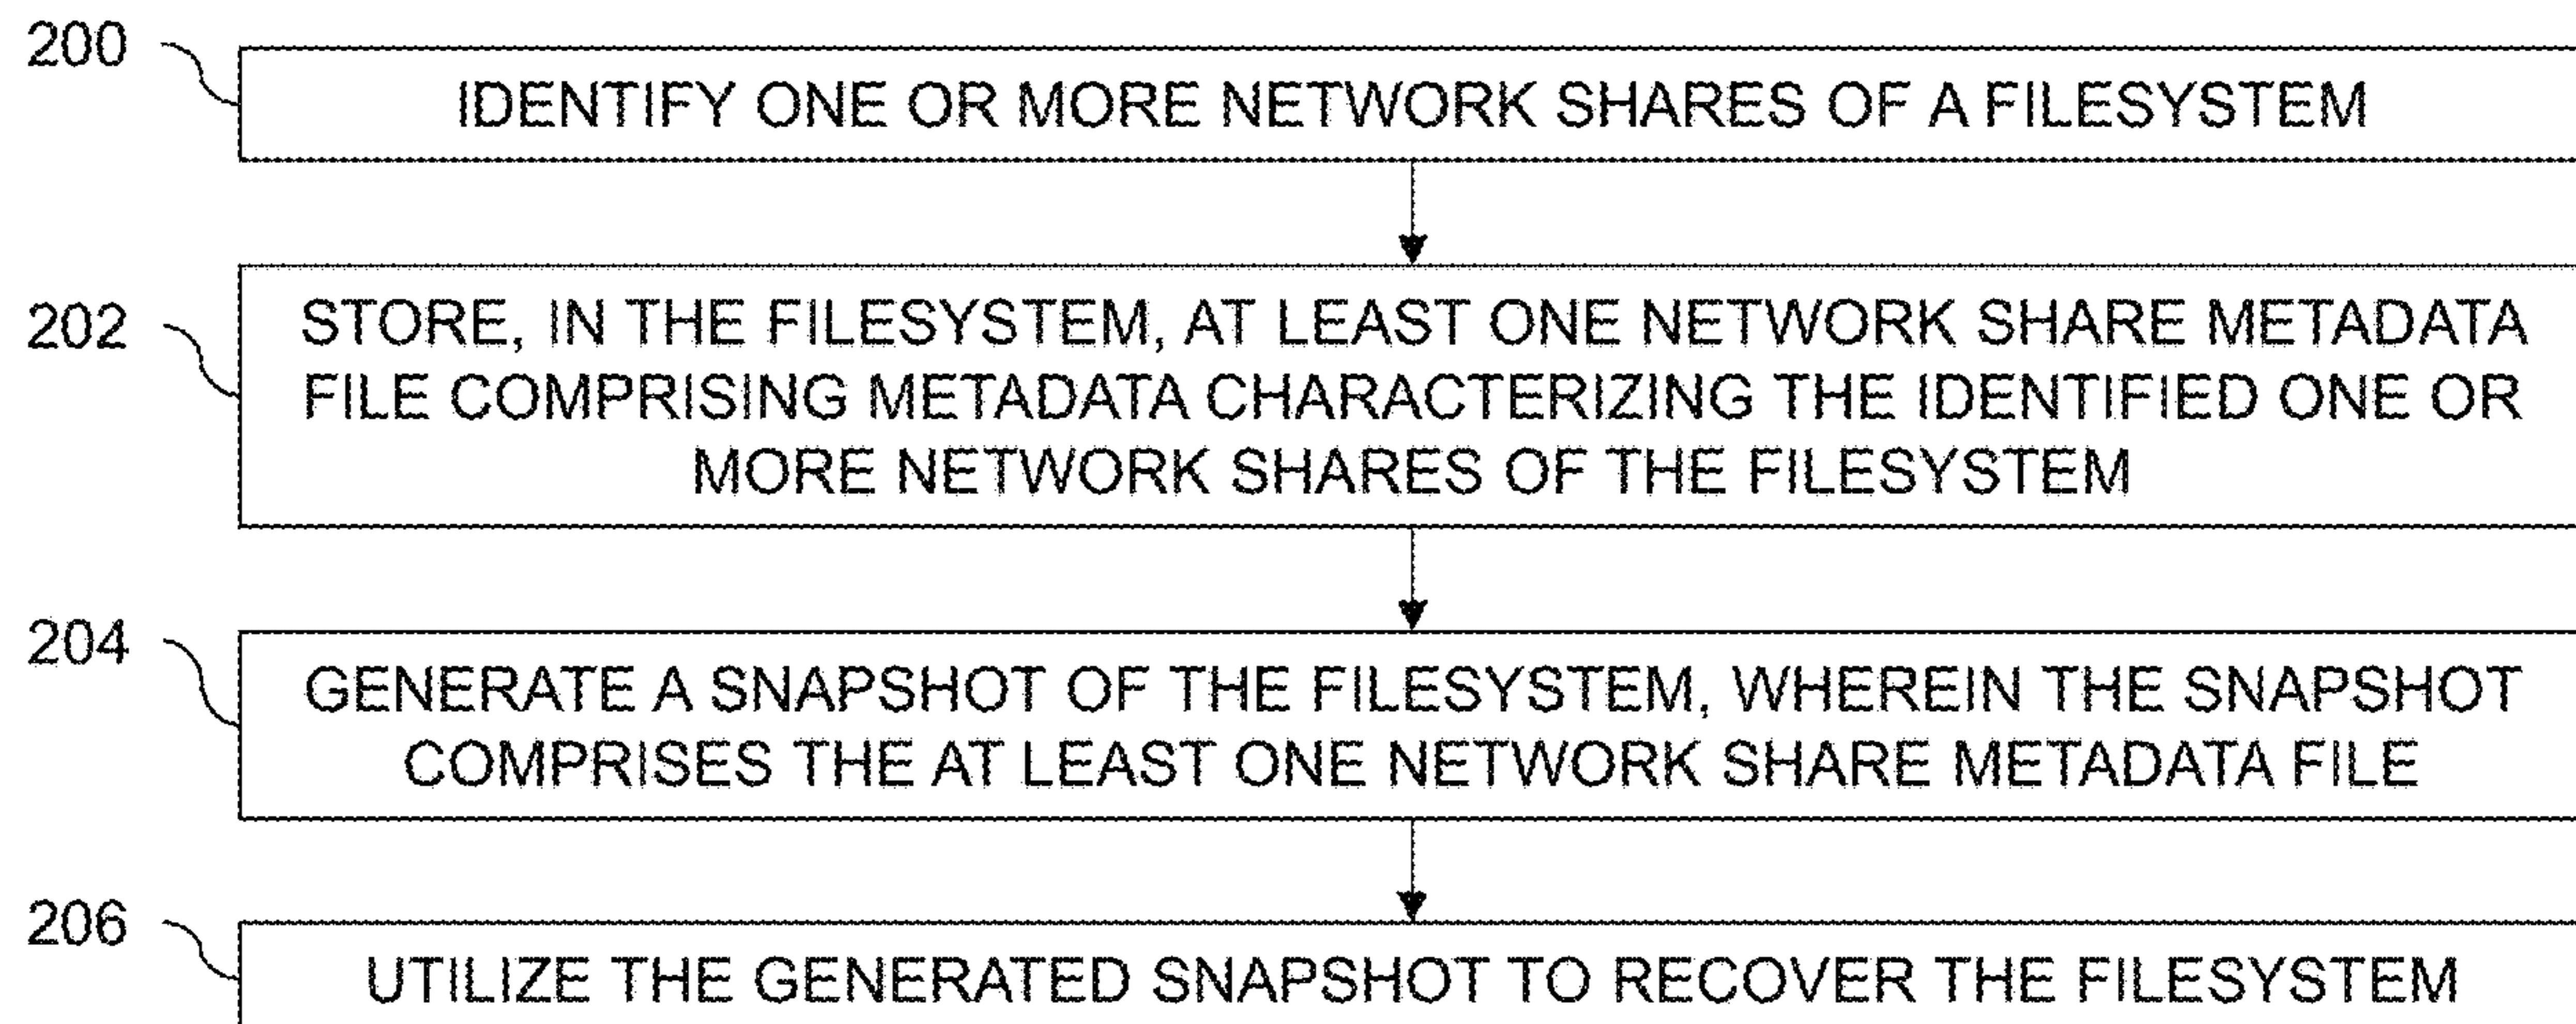 200
IDENTIFY ONE OR MORE NETWORK SHARES OF A FILESYSTEM
202
STORE, IN THE FILESYSTEM, AT LEAST ONE NETWORK SHARE METADATA
FILE COMPRISING METADATA CHARACTERIZING THE IDENTIFIED ONE OR
MORE NETWORK SHARES OF THE FILESYSTEM
204
GENERATE A SNAPSHOT OF THE FILESYSTEM, WHEREIN THE SNAPSHOT
COMPRISES THE AT LEAST ONE NETWORK SHARE METADATA FILE
206
UTILIZE THE GENERATED SNAPSHOT TO RECOVER THE FILESYSTEM